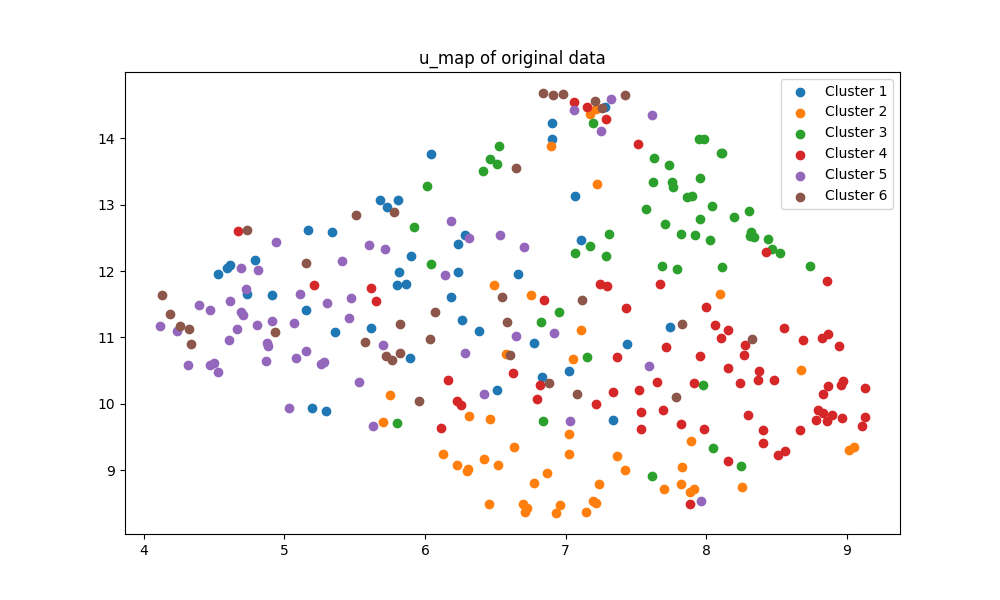 u_map of original data
Cluster 1
Cluster 2
Cluster 3
Cluster 4
Cluster 5
Cluster 6
14
13
12
11
10
9
4 5 6 7 8 9